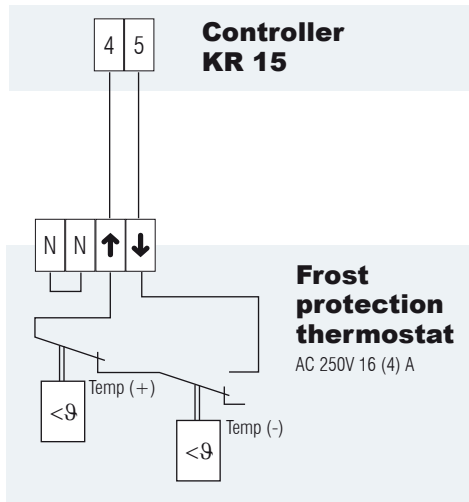 4 5
Controller
KR 15
N N ↑ ↓
Frost
protection
thermostat
AC 250V 16 (4) A
Temp (+)
<ϑ
Temp (-)
<ϑ